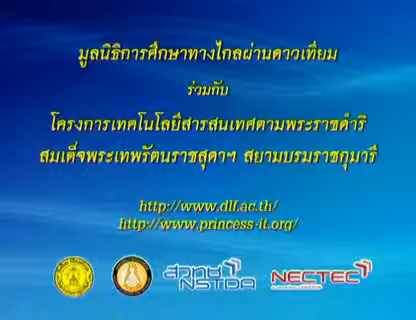 มูลนิธิการศึกษาทางไกลผ่านดาวเทียม
ร่วมกับ
โครงการเทคโนโลยีสารสนเทศตามพระราชดำริ
สมเด็จพระเทพรัตนราชสุดาฯ สยามบรมราชกุมารี
http://www.dlf.ac.th/
http://www.princess-it.org/
สวทช
NSTDA
NECTEC